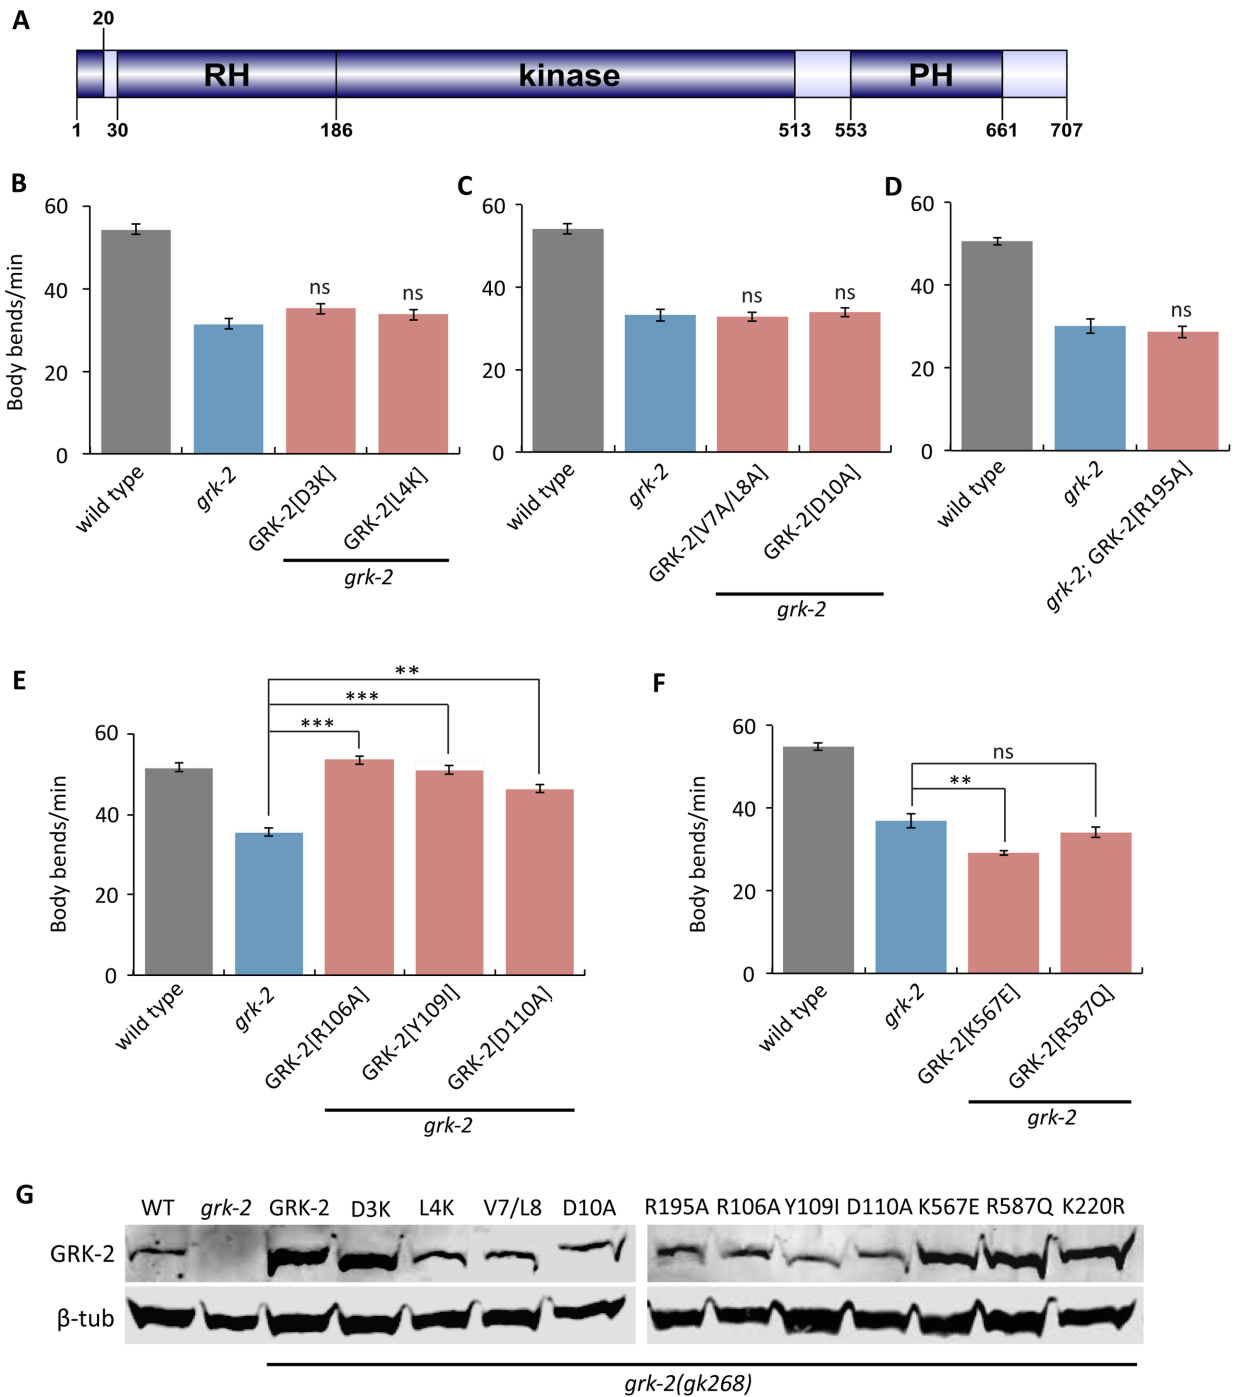 A
20
RH kinase PH
1 30 186 513 553 661 707
B
Body bends/min
60
40
20
0
ns
ns
wild type
grk-2
GRK-2[D3K]
GRK-2[L4K]
grk-2
C
60
40
20
0
ns
ns
wild type
grk-2
GRK-2[V7A/L8A]
GRK-2[D10A]
grk-2
D
60
40
20
0
ns
wild type
grk-2
grk-2; GRK-2[R195A]
E
Body bends/min
60
40
20
0
**
***
***
wild type
grk-2
GRK-2[R106A]
GRK-2[Y109I]
GRK-2[D110A]
grk-2
F
Body bends/min
60
40
20
0
ns
**
wild type
grk-2
GRK-2[K567E]
GRK-2[R587Q]
grk-2
G
WT grk-2 GRK-2 D3K L4K V7/L8 D10A R195A R106A Y109I D110A K567E R587Q K220R
GRK-2
β-tub
grk-2(gk268)